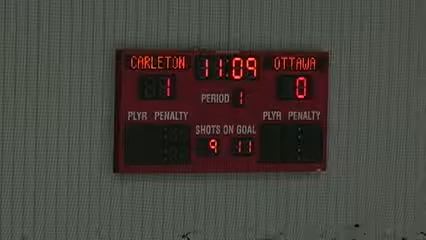 CARLETON 11:09 OTTAWA
1 0
PERIOD 1
PLYR PENALTY PLYR PENALTY
SHOTS ON GOAL
9 11